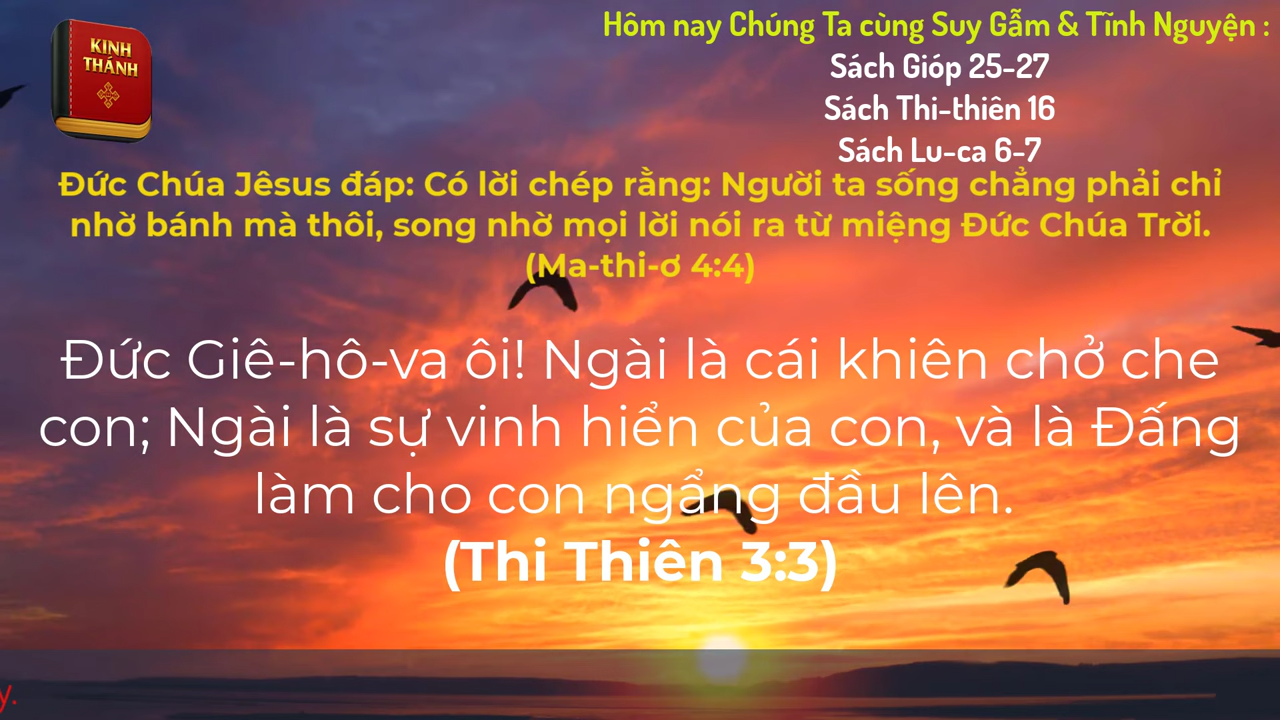 KINH
THÁNH
Hôm nay Chúng Ta cùng Suy Gẫm & Tĩnh Nguyện :
Sách Gióp 25-27
Sách Thi-thiên 16
Sách Lu-ca 6-7
Đức Chúa Jêsus đáp: Có lời chép rằng: Người ta sống chẳng phải chỉ
nhờ bánh mà thôi, song nhờ mọi lời nói ra từ miệng Đức Chúa Trời.
(Ma-thi-ơ 4:4)
Đức Giê-hô-va ôi! Ngài là cái khiên chở che
con; Ngài là sự vinh hiển của con, và là Đấng
làm cho con ngẩng đầu lên.
(Thi Thiên 3:3)
y.